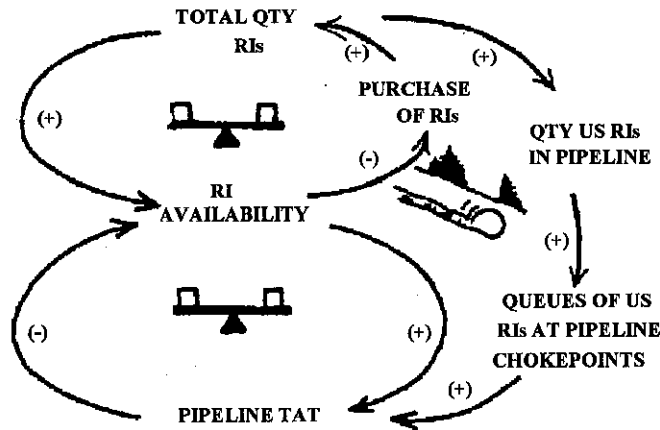 TOTAL QTY
RIs
(+)
(+)
PURCHASE
OF RIs
(+)
(-)
QTY US RIs
IN PIPELINE
RI
AVAILABILITY
(+)
QUEUES OF US
RIs AT PIPELINE
CHOKEPOINTS
(-)
(+)
(+)
PIPELINE TAT